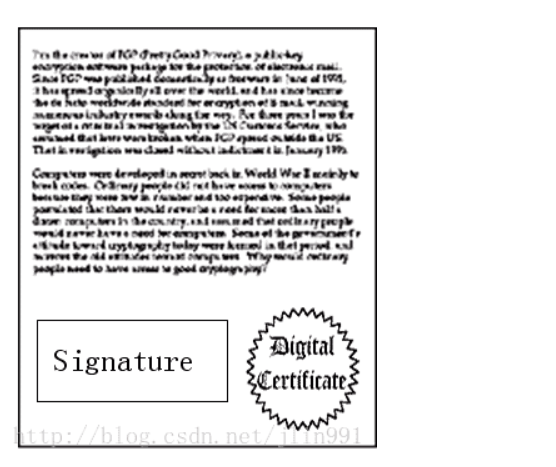 I'm the creator of PGP (Pretty Good Privacy), a public-key
encryption software package for the protection of electronic mail.
Since PGP was published domestically as freeware in June of 1991,
it has spread organically all over the world, and has since become
the de facto worldwide standard for encryption of E-mail, winning
numerous industry awards along the way. For three years I was the
target of a criminal investigation by the US Customs Service, who
assumed that laws were broken when PGP spread outside the US.
That investigation was closed without indictment in January 1996.
Computers were developed in secret back in World War II mainly to
break codes. Ordinary people did not have access to computers,
because they were few in number and too expensive. Some people
postulated that there would never be a need for more than half a
dozen computers in the country, and assumed that ordinary people
would never have a need for computers. Some of the government's
attitude toward cryptography today were formed in that period, and
mirrors the old attitudes toward computers. Why would ordinary
people need to have access to good cryptography?
Signature
Digital
Certificate
http://blog.csdn.net/jlin991